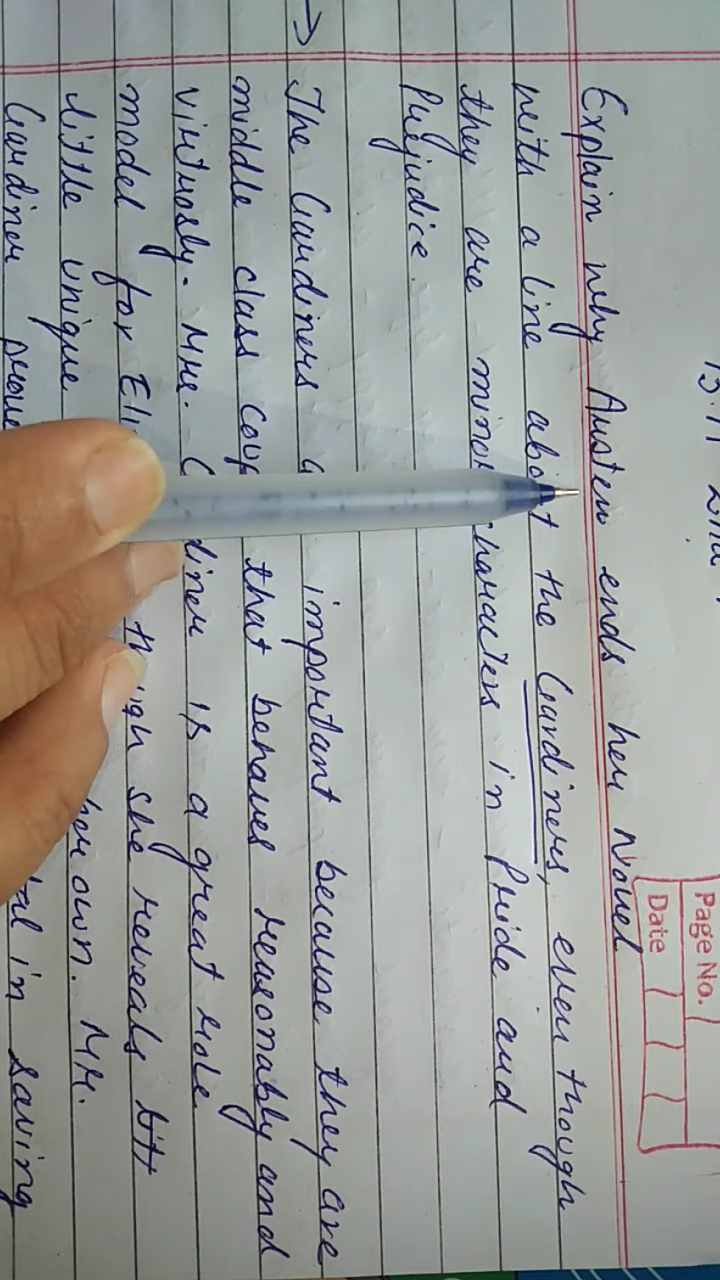 Page No.
Date
Explain why Austen ends her Novel
with a line about the Gardiners, even though
they are minor characters in Pride and
Prejudice.
→ The Gardiners important because they are
middle class that behaves reasonably and
virtuosly. Mrs. is a great role
model for though she reveals
little unique her own. Mr.
Gardiner in saving